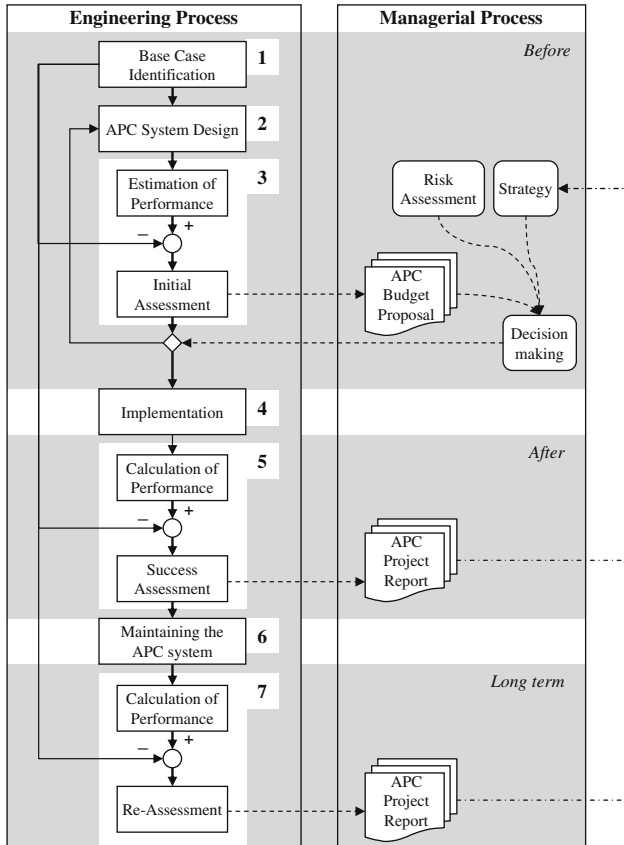 Engineering Process
Managerial Process
Before
Base Case
Identification
1
APC System Design
2
Estimation of
Performance
3
Risk
Assessment
Strategy
−
+
Initial
Assessment
APC
Budget
Proposal
Decision
making
Implementation
4
After
Calculation of
Performance
5
−
+
Success
Assessment
APC
Project
Report
Maintaining the
APC system
6
Long term
Calculation of
Performance
7
−
+
Re-Assessment
APC
Project
Report